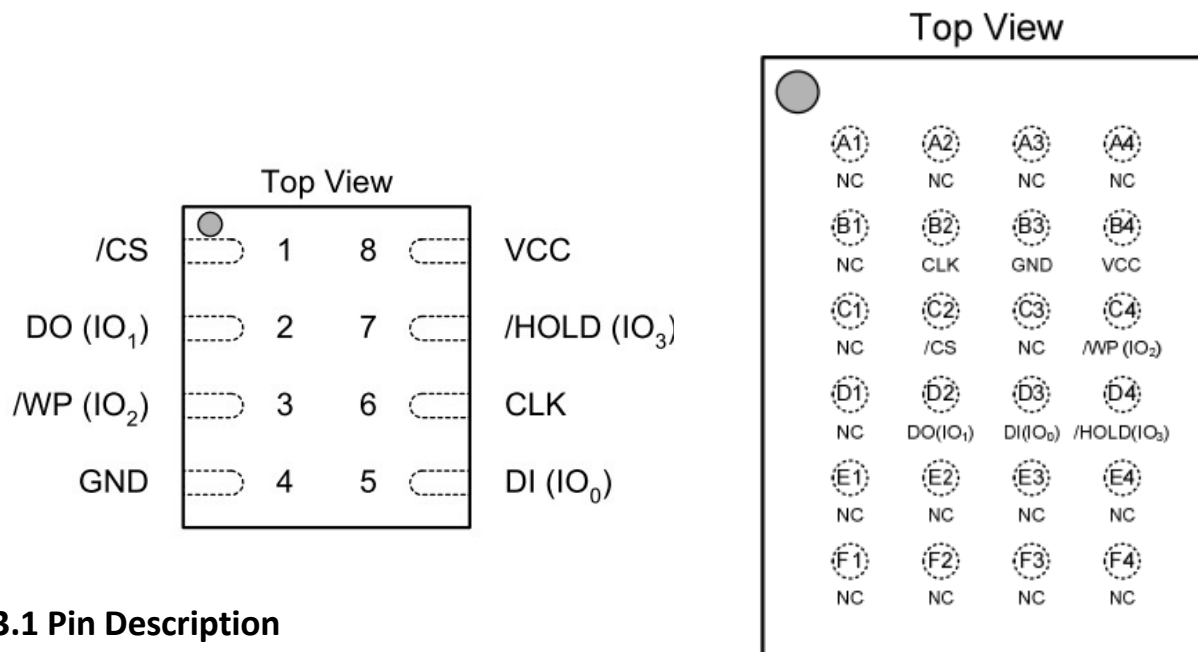 Top View
/CS 1 8 VCC
DO (IO1) 2 7 /HOLD (IO3)
/WP (IO2) 3 6 CLK
GND 4 5 DI (IO0)
3.1 Pin Description
Top View
A1 A2 A3 A4
NC NC NC NC
B1 B2 B3 B4
NC CLK GND VCC
C1 C2 C3 C4
NC /CS NC /WP (IO2)
D1 D2 D3 D4
NC DO(IO1) DI(IO0) /HOLD(IO3)
E1 E2 E3 E4
NC NC NC NC
F1 F2 F3 F4
NC NC NC NC